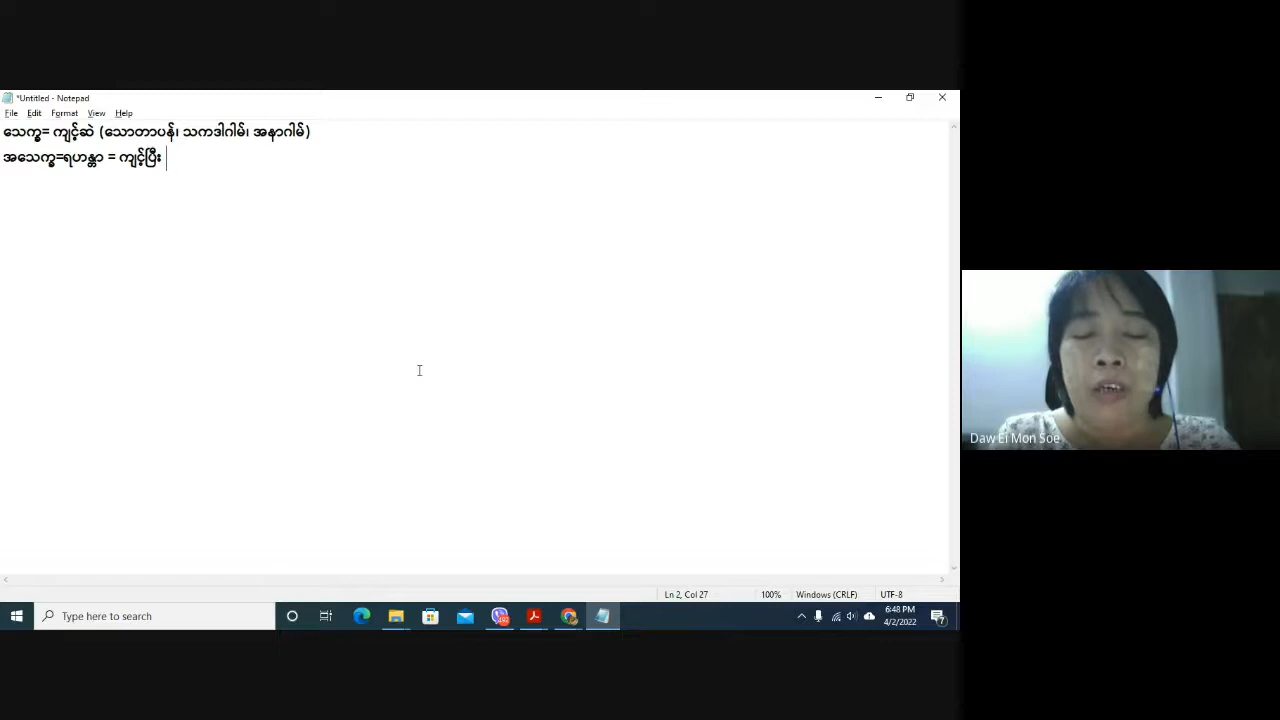 *Untitled - Notepad
File Edit Format View Help
သေက္ခ= ကျင့်ဆဲ (သောတာပန်၊ သကဒါဂါမ်၊ အနာဂါမ်)
အသေက္ခ=ရဟန္တာ = ကျင့်ပြီး
Daw Ei Mon Soe
Ln 2, Col 27 100% Windows (CRLF) UTF-8
Type here to search
6:48 PM
4/2/2022